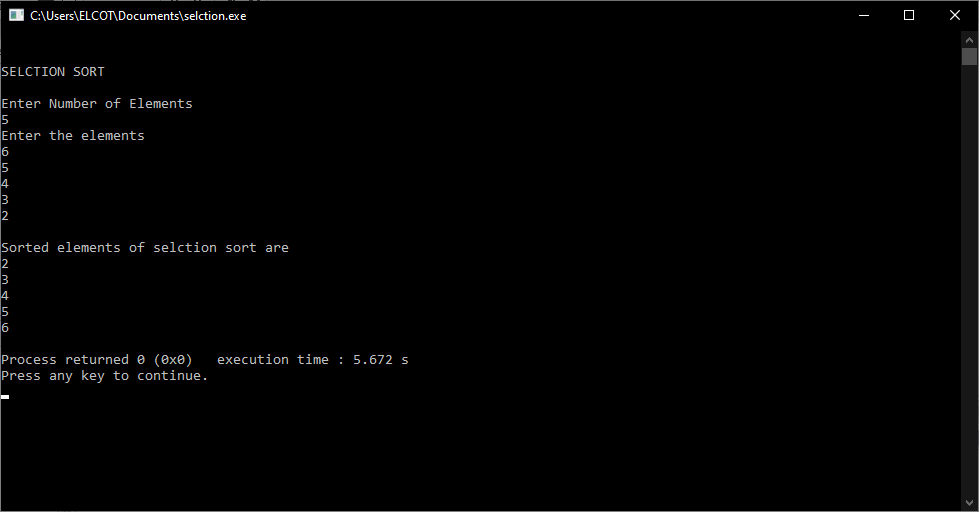 C:\Users\ELCOT\Documents\selction.exe
SELCTION SORT
Enter Number of Elements
5
Enter the elements
6
5
4
3
2
Sorted elements of selction sort are
2
3
4
5
6
Process returned 0 (0x0)   execution time : 5.672 s
Press any key to continue.